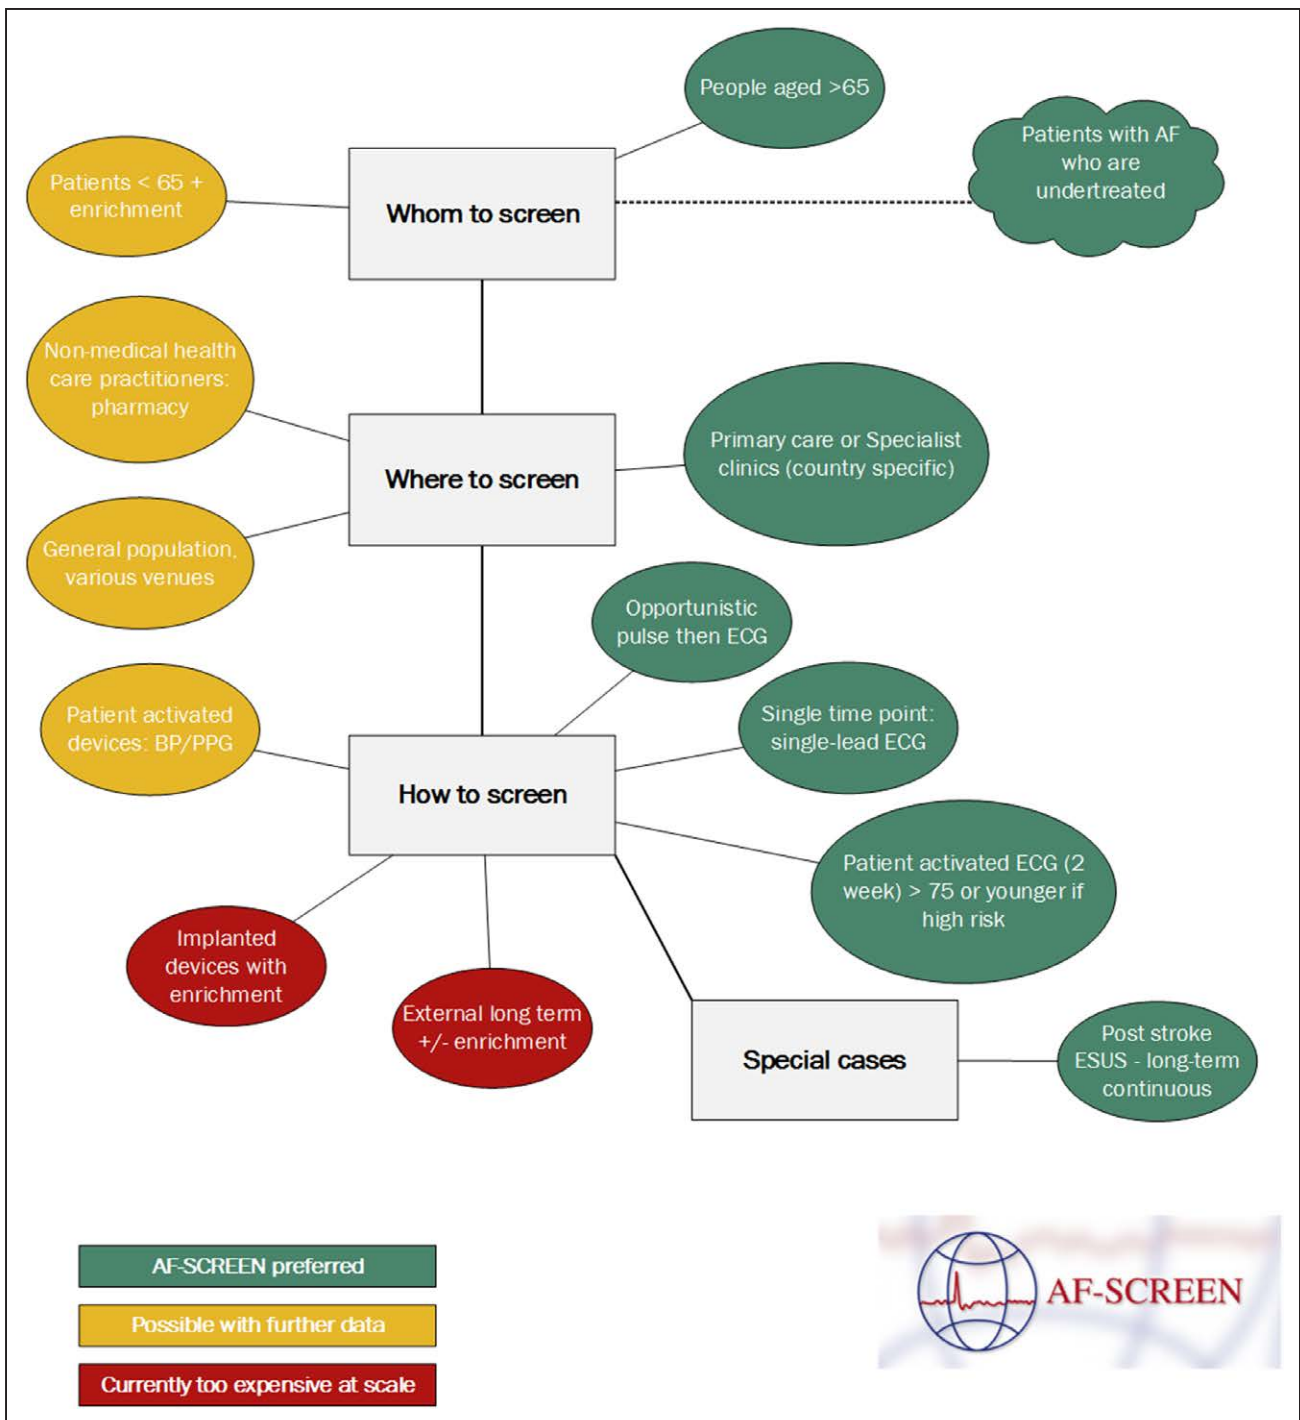 People aged >65
Patients with AF
who are
undertreated
Patients < 65 +
enrichment
Whom to screen
Non-medical health
care practitioners:
pharmacy
Primary care or Specialist
clinics (country specific)
Where to screen
General population,
various venues
Opportunistic
pulse then ECG
Patient activated
devices: BP/PPG
Single time point:
single-lead ECG
How to screen
Patient activated ECG (2
week) > 75 or younger if
high risk
Implanted
devices with
enrichment
External long term
+/- enrichment
Special cases
Post stroke
ESUS - long-term
continuous
AF-SCREEN preferred
Possible with further data
Currently too expensive at scale
AF-SCREEN